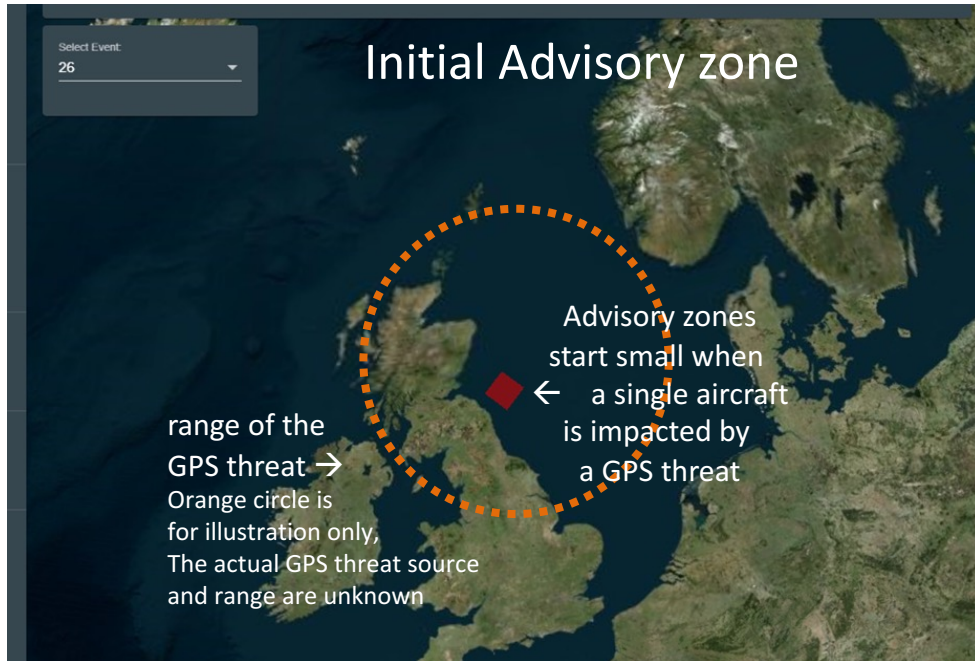 Select Event:
26
Initial Advisory zone
Advisory zones
start small when
← a single aircraft
is impacted by
a GPS threat
range of the
GPS threat →
Orange circle is
for illustration only,
The actual GPS threat source
and range are unknown